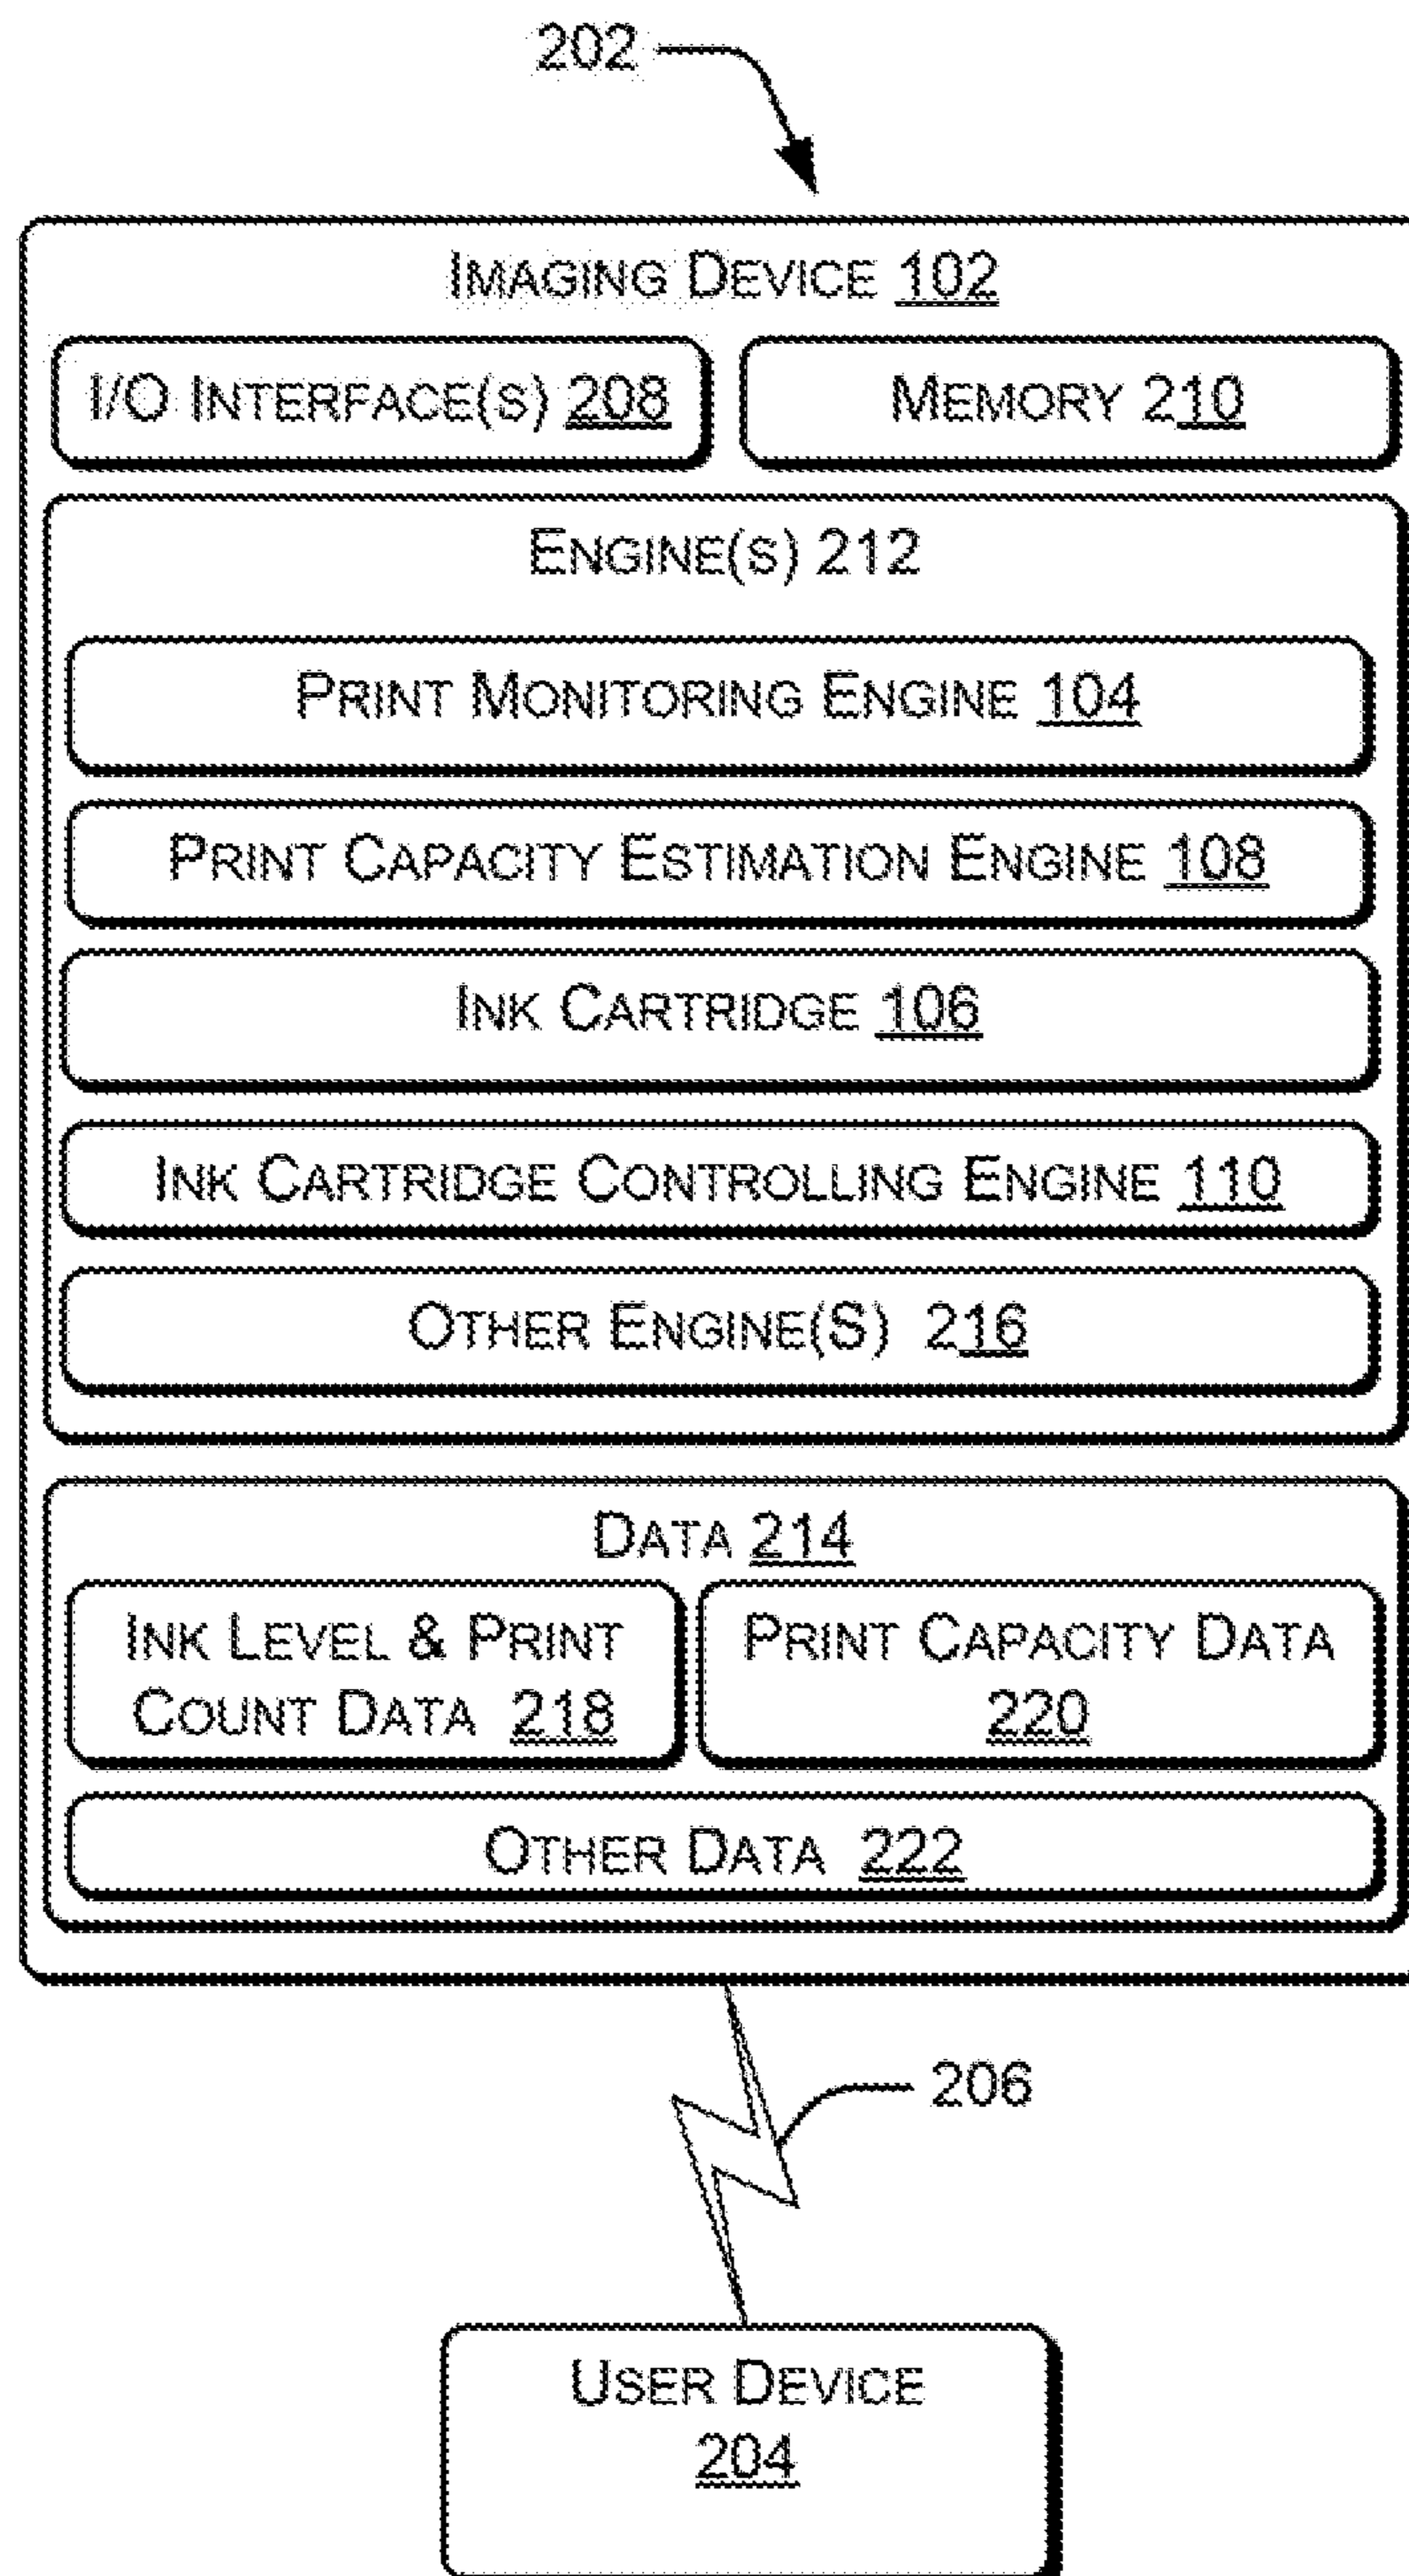 202
IMAGING DEVICE 102
I/O INTERFACE(S) 208
MEMORY 210
ENGINE(S) 212
PRINT MONITORING ENGINE 104
PRINT CAPACITY ESTIMATION ENGINE 108
INK CARTRIDGE 106
INK CARTRIDGE CONTROLLING ENGINE 110
OTHER ENGINE(S) 216
DATA 214
INK LEVEL & PRINT
COUNT DATA 218
PRINT CAPACITY DATA
220
OTHER DATA 222
206
USER DEVICE
204